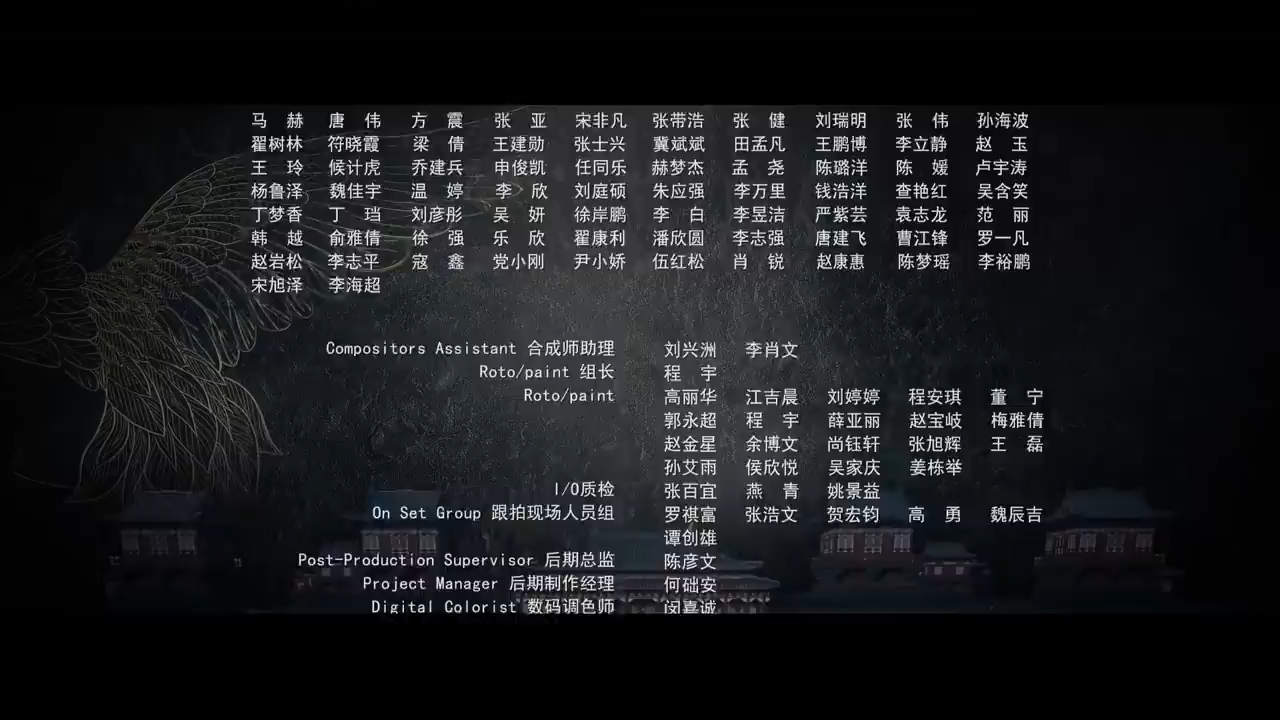 马 赫 唐 伟 方 震 张 亚 宋非凡 张带浩 张 健 刘瑞明 张 伟 孙海波
翟树林 符晓霞 梁 倩 王建勋 张士兴 冀斌斌 田孟凡 王鹏博 李立静 赵 玉
王 玲 候计虎 乔建兵 申俊凯 任同乐 赫梦杰 孟 尧 陈璐洋 陈 媛 卢宇涛
杨鲁泽 魏佳宇 温 婷 李 欣 刘庭硕 朱应强 李万里 钱浩洋 查艳红 吴含笑
丁梦香 丁 珰 刘彦彤 吴 妍 徐岸鹏 李 白 李昱洁 严紫芸 袁志龙 范 丽
韩 越 俞雅倩 徐 强 乐 欣 翟康利 潘欣圆 李志强 唐建飞 曹江锋 罗一凡
赵岩松 李志平 寇 鑫 党小刚 尹小娇 伍红松 肖 锐 赵康惠 陈梦瑶 李裕鹏
宋旭泽 李海超
Compositors Assistant 合成师助理 刘兴洲 李肖文
Roto/paint 组长 程 宇
Roto/paint 高丽华 江吉晨 刘婷婷 程安琪 董 宁
郭永超 程 宇 薛亚丽 赵宝岐 梅雅倩
赵金星 余博文 尚钰轩 张旭辉 王 磊
孙艾雨 侯欣悦 吴家庆 姜栋举
I/O质检 张百宜 燕 青 姚景益
On Set Group 跟拍现场人员组 罗祺富 张浩文 贺宏钧 高 勇 魏辰吉
谭创雄
Post-Production Supervisor 后期总监 陈彦文
Project Manager 后期制作经理 何础安
Digital Colorist 数码调色师 闵嘉诚